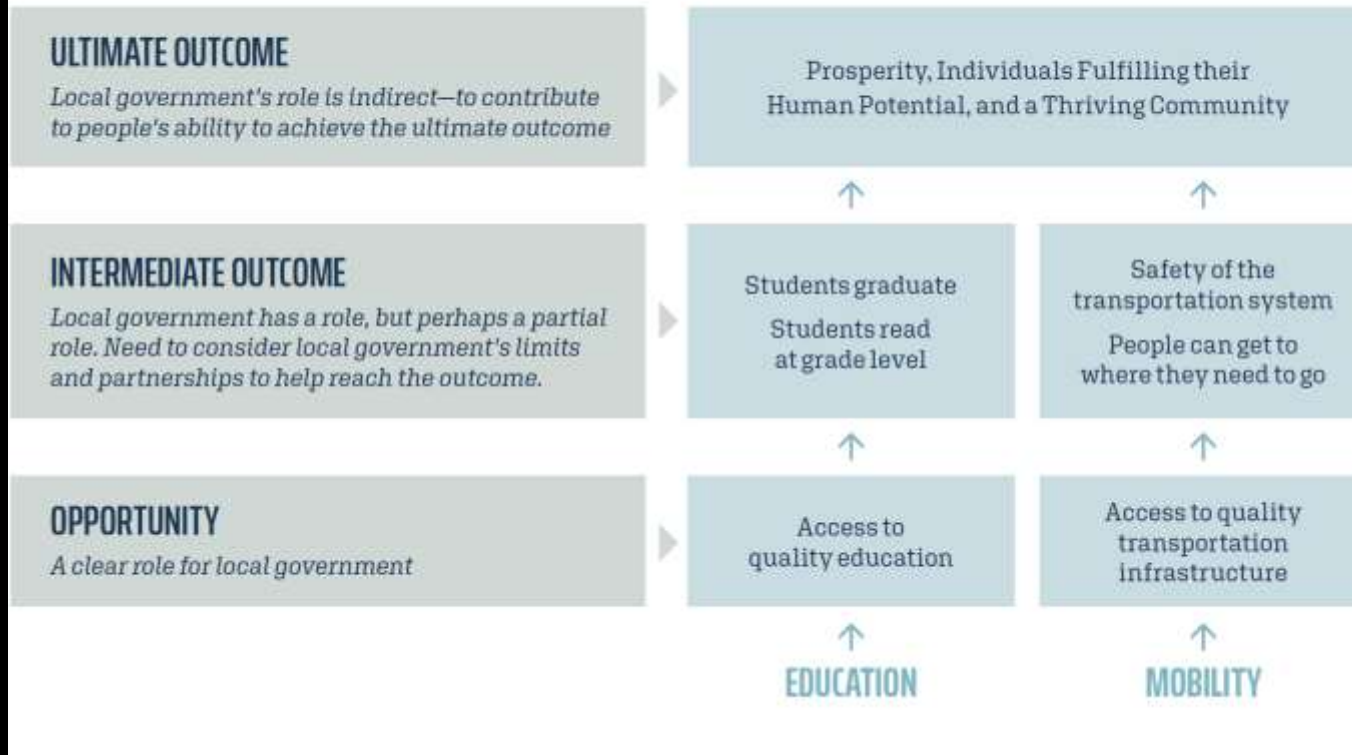 ULTIMATE OUTCOME
Local government's role is indirect—to contribute
to people's ability to achieve the ultimate outcome
Prosperity, Individuals Fulfilling their
Human Potential, and a Thriving Community
INTERMEDIATE OUTCOME
Local government has a role, but perhaps a partial
role. Need to consider local government's limits
and partnerships to help reach the outcome.
Students graduate
Students read
at grade level
Safety of the
transportation system
People can get to
where they need to go
OPPORTUNITY
A clear role for local government
Access to
quality education
Access to quality
transportation
infrastructure
EDUCATION
MOBILITY